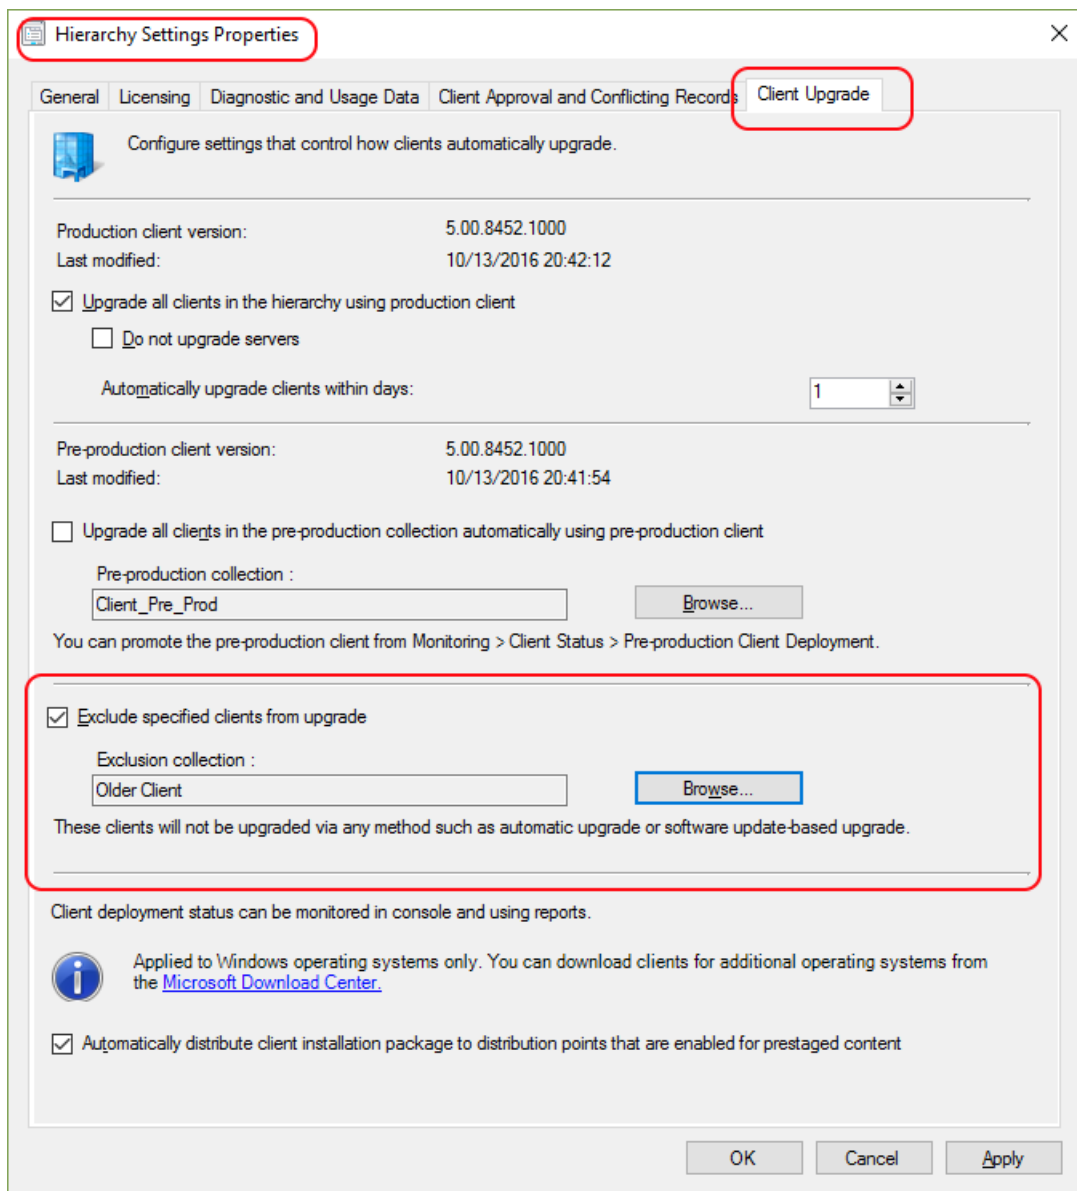 Hierarchy Settings Properties
General Licensing Diagnostic and Usage Data Client Approval and Conflicting Records Client Upgrade
Configure settings that control how clients automatically upgrade.
Production client version: 5.00.8452.1000
Last modified: 10/13/2016 20:42:12
Upgrade all clients in the hierarchy using production client
Do not upgrade servers
Automatically upgrade clients within days: 1
Pre-production client version: 5.00.8452.1000
Last modified: 10/13/2016 20:41:54
Upgrade all clients in the pre-production collection automatically using pre-production client
Pre-production collection :
Client_Pre_Prod Browse...
You can promote the pre-production client from Monitoring > Client Status > Pre-production Client Deployment.
Exclude specified clients from upgrade
Exclusion collection :
Older Client Browse...
These clients will not be upgraded via any method such as automatic upgrade or software update-based upgrade.
Client deployment status can be monitored in console and using reports.
Applied to Windows operating systems only. You can download clients for additional operating systems from
the Microsoft Download Center.
Automatically distribute client installation package to distribution points that are enabled for prestaged content
OK Cancel Apply